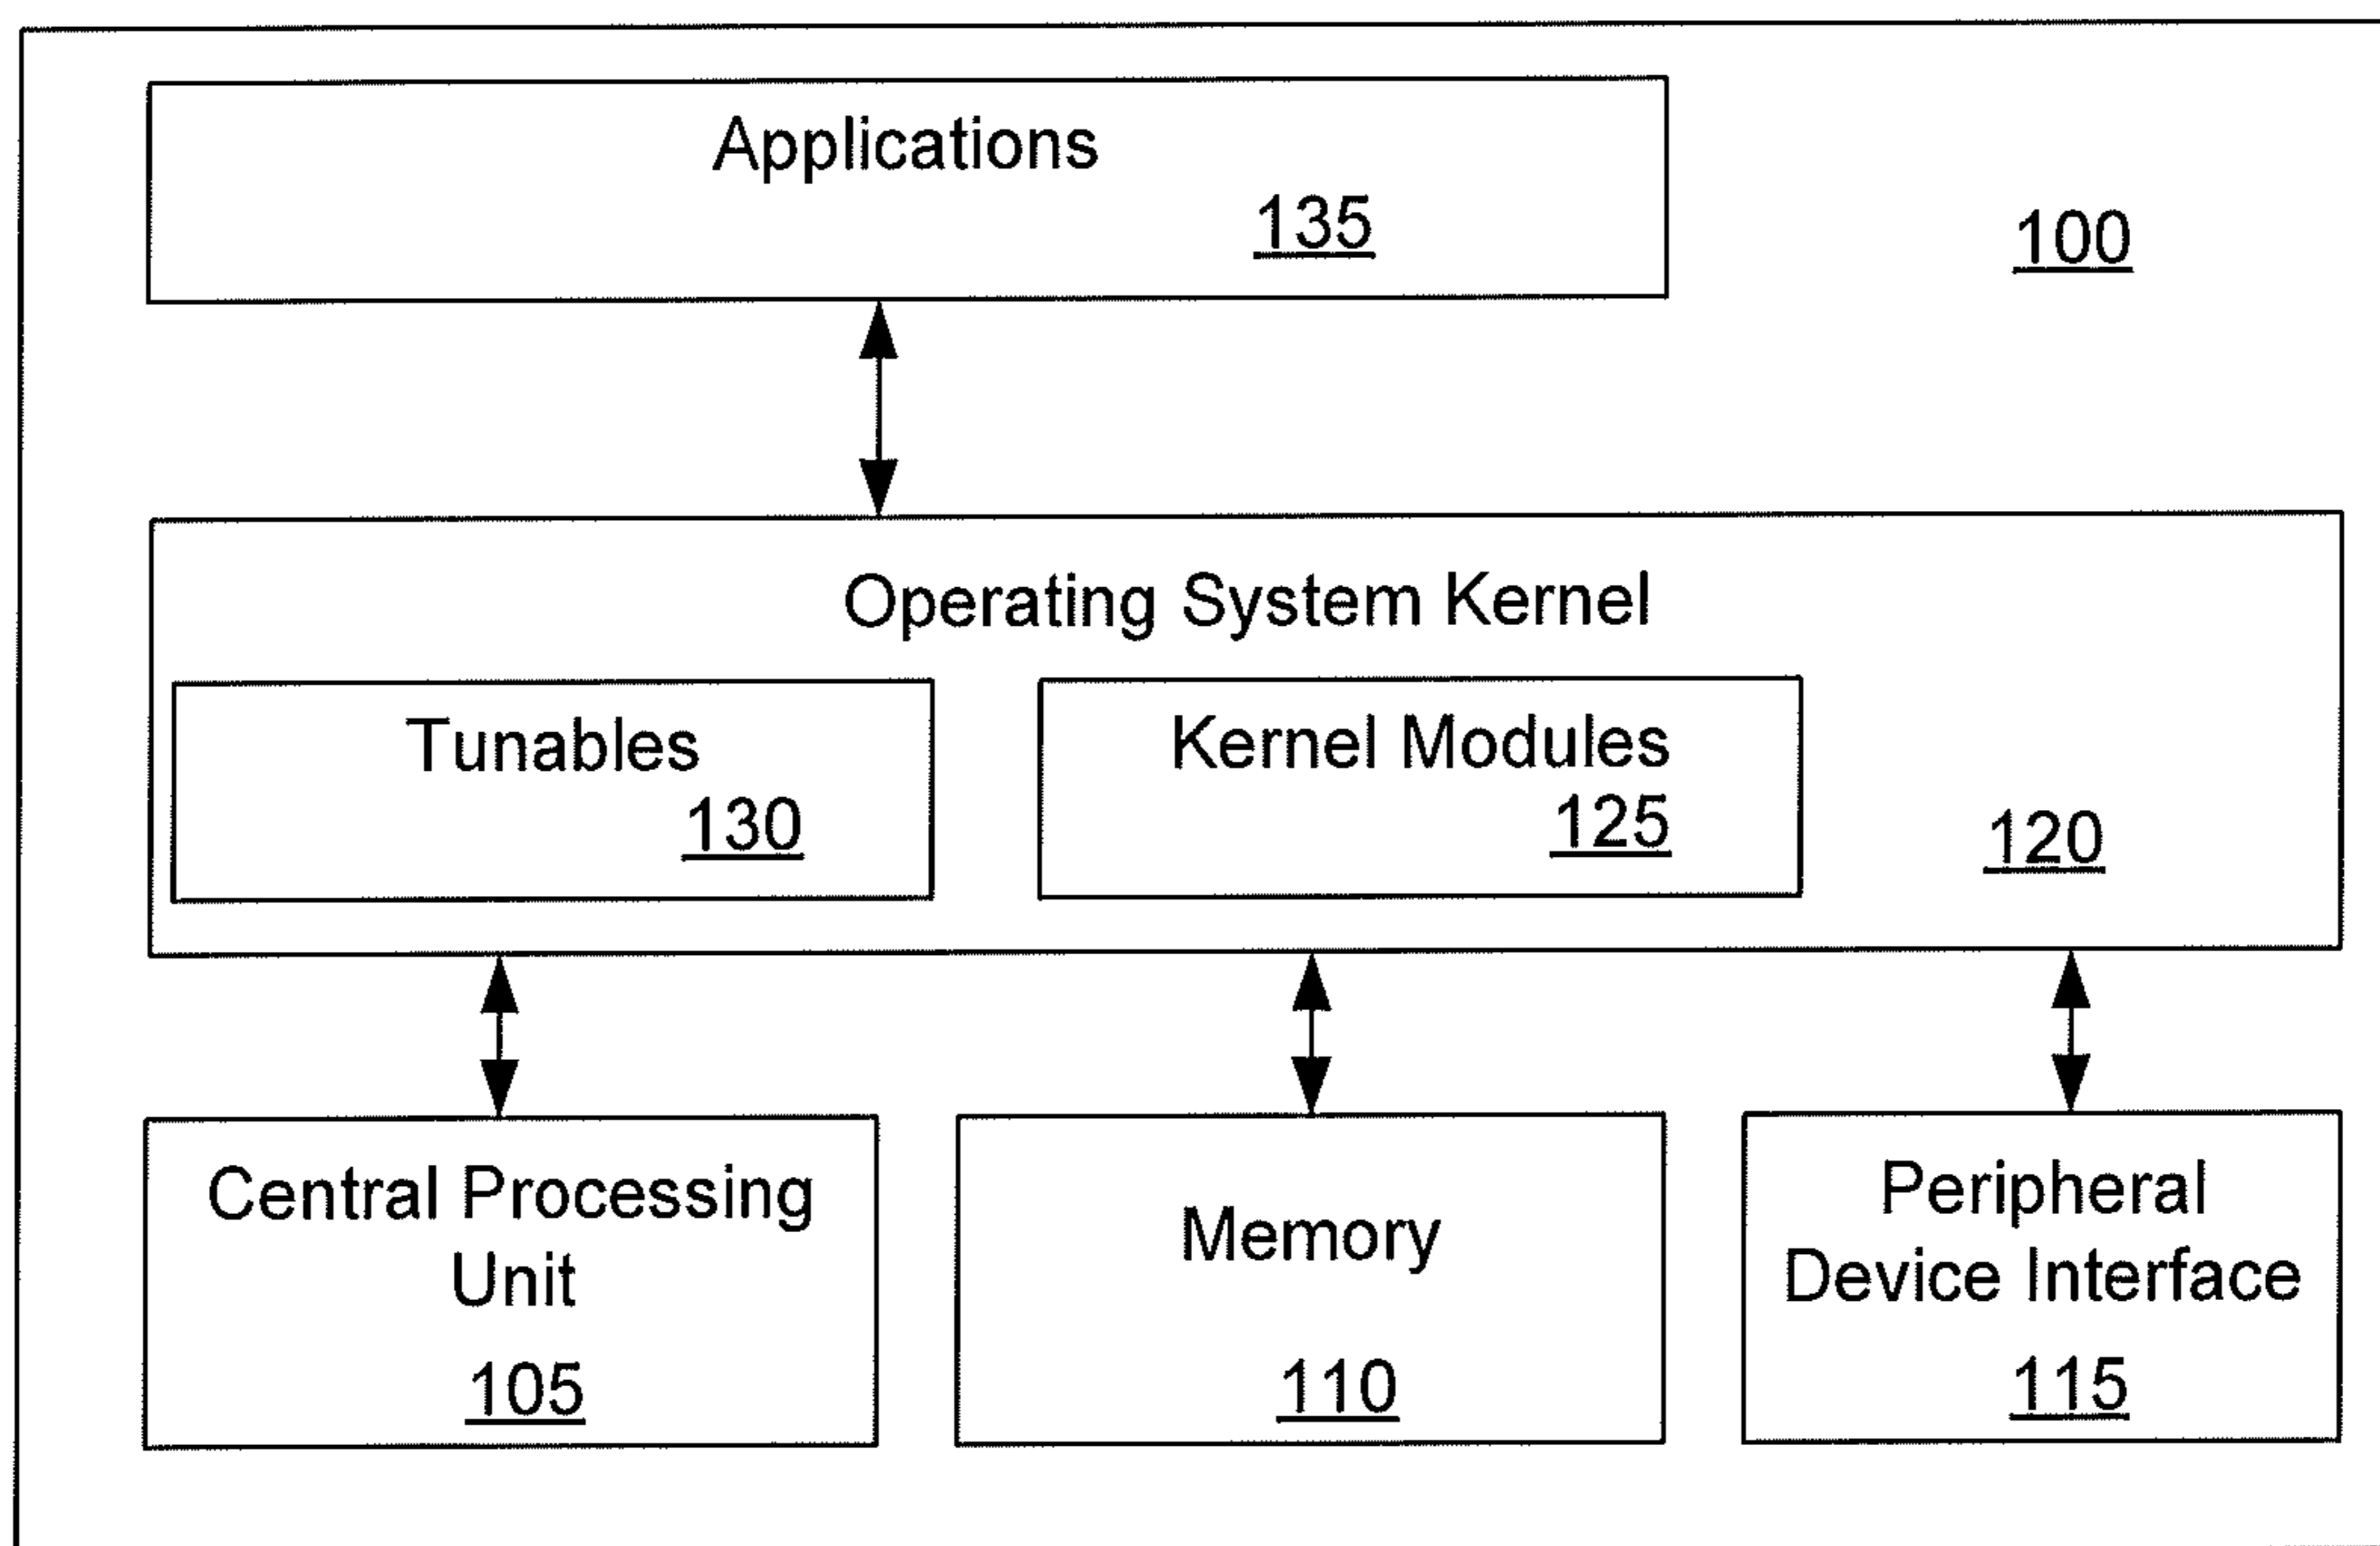 Applications
135
100
Operating System Kernel
Tunables
130
Kernel Modules
125
120
Central Processing
Unit
105
Memory
110
Peripheral
Device Interface
115